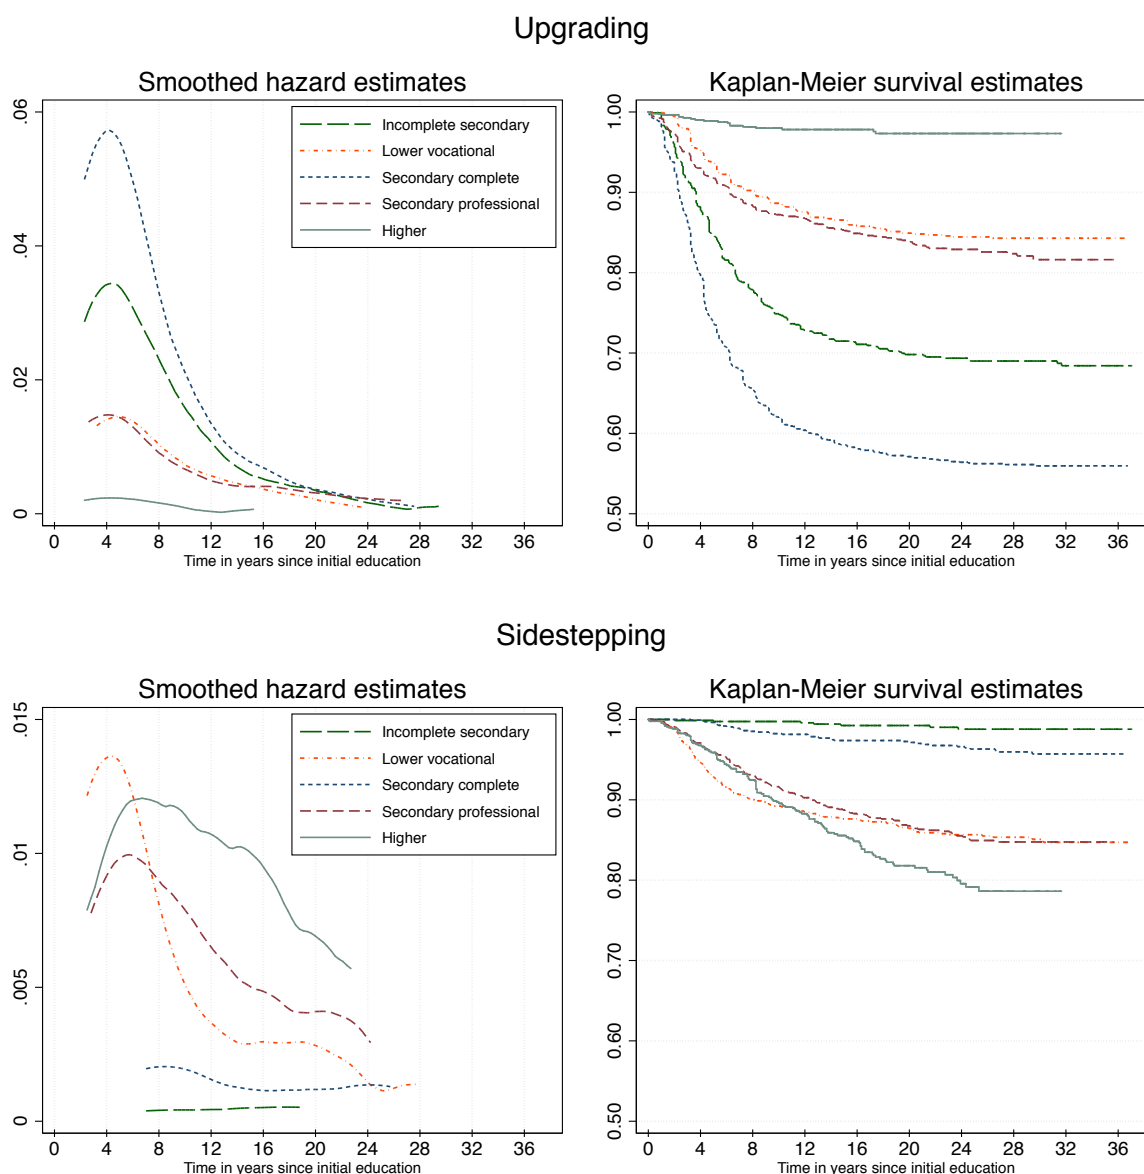 Upgrading
Smoothed hazard estimates
.06
.04
.02
0
Incomplete secondary
Lower vocational
Secondary complete
Secondary professional
Higher
0 4 8 12 16 20 24 28 32 36
Time in years since initial education
Kaplan-Meier survival estimates
1.00
0.90
0.80
0.70
0.60
0.50
0 4 8 12 16 20 24 28 32 36
Time in years since initial education
Sidestepping
Smoothed hazard estimates
.015
.01
.005
0
Incomplete secondary
Lower vocational
Secondary complete
Secondary professional
Higher
0 4 8 12 16 20 24 28 32 36
Time in years since initial education
Kaplan-Meier survival estimates
1.00
0.90
0.80
0.70
0.60
0.50
0 4 8 12 16 20 24 28 32 36
Time in years since initial education